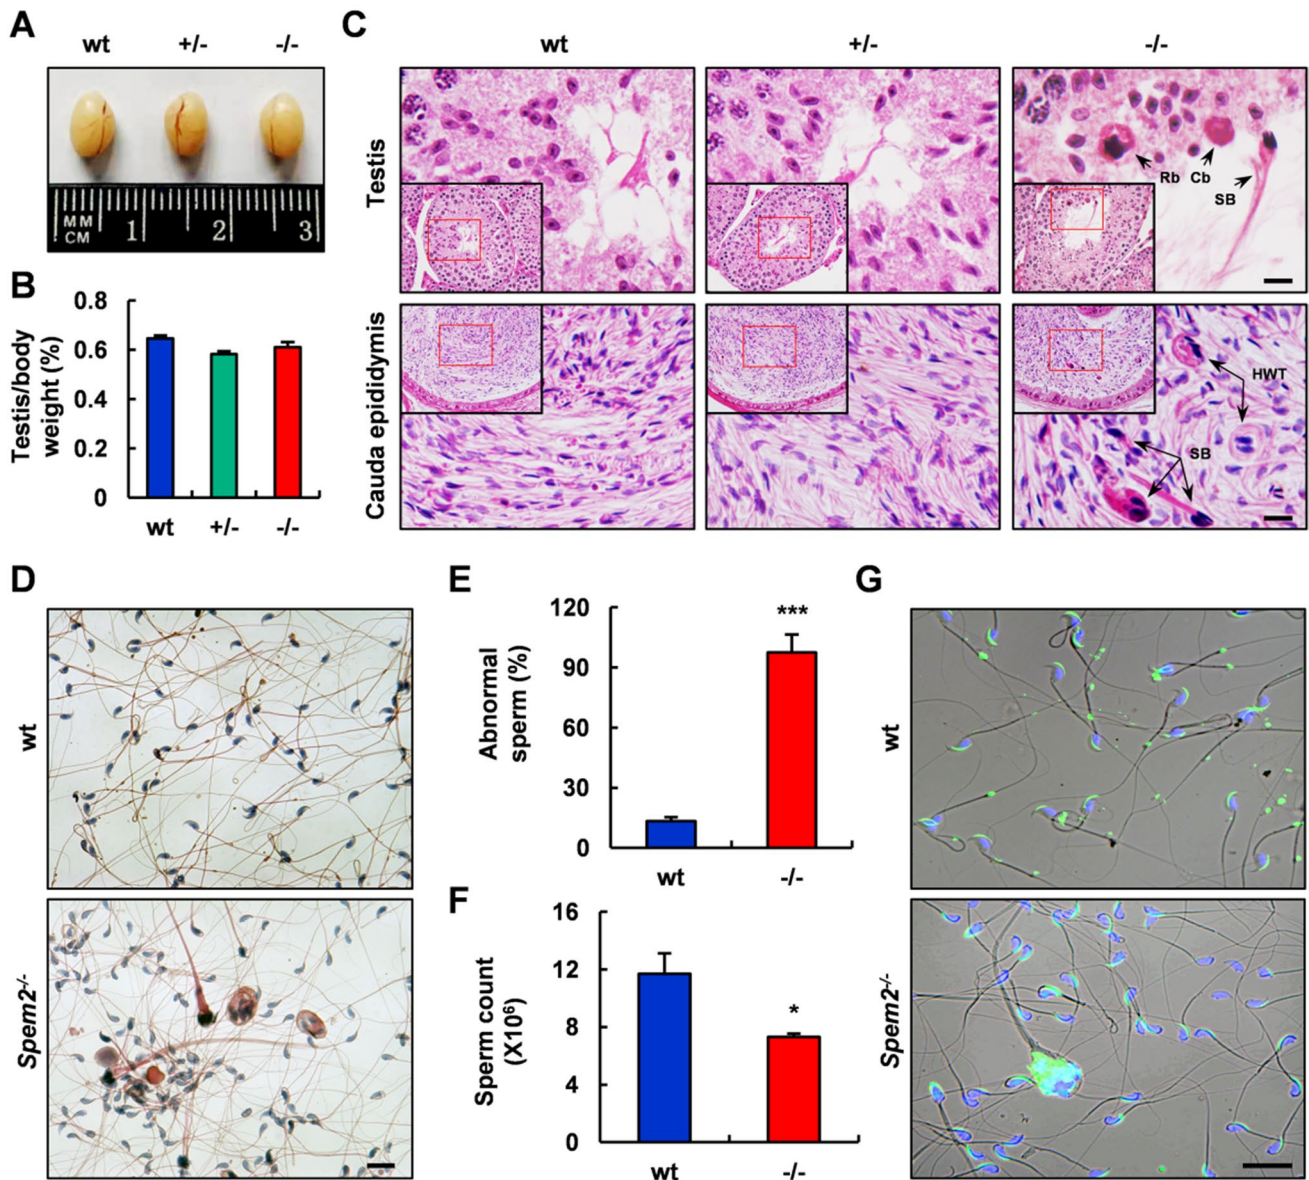 A
wt +/- -/-
MM
CM
1 2 3
B
Testis/body
weight (%)
0.8
0.6
0.4
0.2
0
wt +/- -/-
C
wt +/- -/-
Testis
Rb Cb
SB
Cauda epididymis
HWT
SB
D
wt
Spem2-/-
E
Abnormal
sperm (%)
120
90
60
30
0
***
wt -/-
F
Sperm count
(X10⁶)
16
12
8
4
0
*
wt -/-
G
wt
Spem2-/-